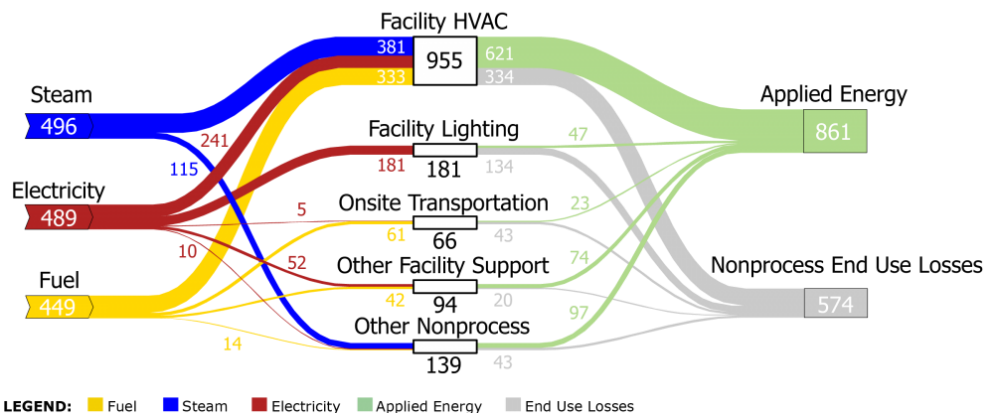 Facility HVAC
381
955
621
333
334
Steam
496
Applied Energy
861
241
115
Facility Lighting
181
181
47
134
Electricity
489
Onsite Transportation
5
61
66
23
43
10
52
Other Facility Support
42
94
74
20
Nonprocess End Use Losses
574
Fuel
449
14
Other Nonprocess
139
97
43
LEGEND: Fuel Steam Electricity Applied Energy End Use Losses